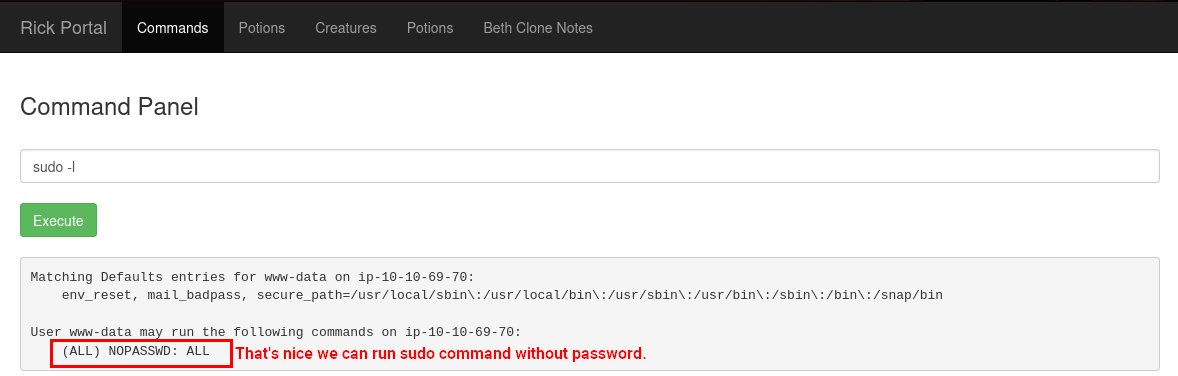 Rick Portal Commands Potions Creatures Potions Beth Clone Notes
Command Panel
sudo -l
Execute
Matching Defaults entries for www-data on ip-10-10-69-70:
    env_reset, mail_badpass, secure_path=/usr/local/sbin\:/usr/local/bin\:/usr/sbin\:/usr/bin\:/sbin\:/bin\:/snap/bin
User www-data may run the following commands on ip-10-10-69-70:
    (ALL) NOPASSWD: ALL That's nice we can run sudo command without password.